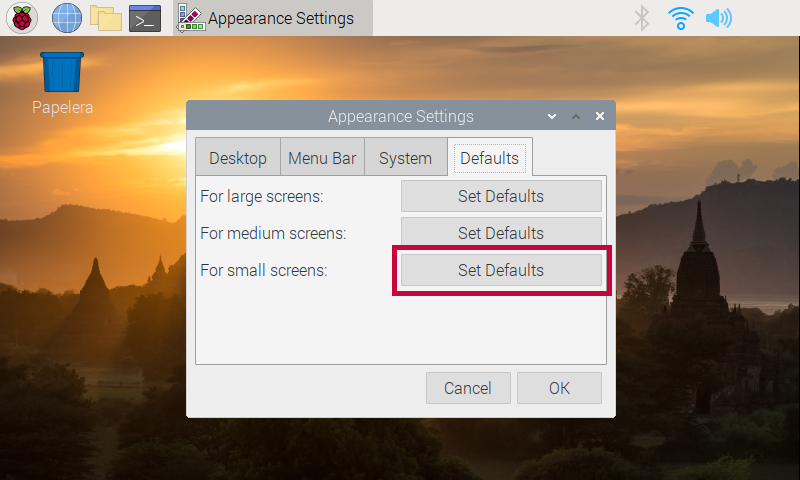 Appearance Settings
Papelera
Appearance Settings
Desktop Menu Bar System Defaults
For large screens: Set Defaults
For medium screens: Set Defaults
For small screens: Set Defaults
Cancel OK